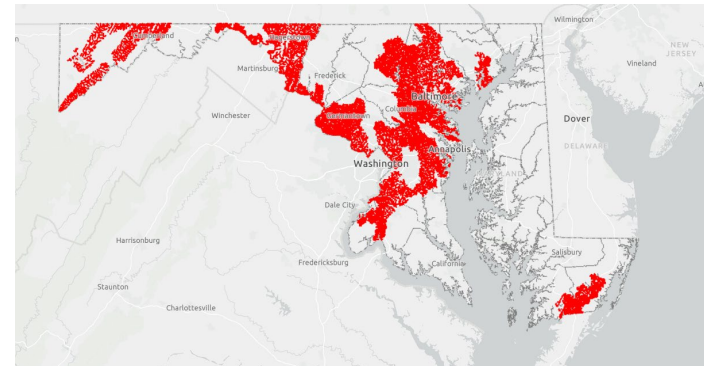 Wilmington
NEW
JERSEY
Vineland
Martinsburg
Frederick
Baltimore
Columbia
Germantown
Winchester
Dover
DELAWARE
Annapolis
Washington
Dale City
Salisbury
Harrisonburg
California
Fredericksburg
Staunton
Charlottesville